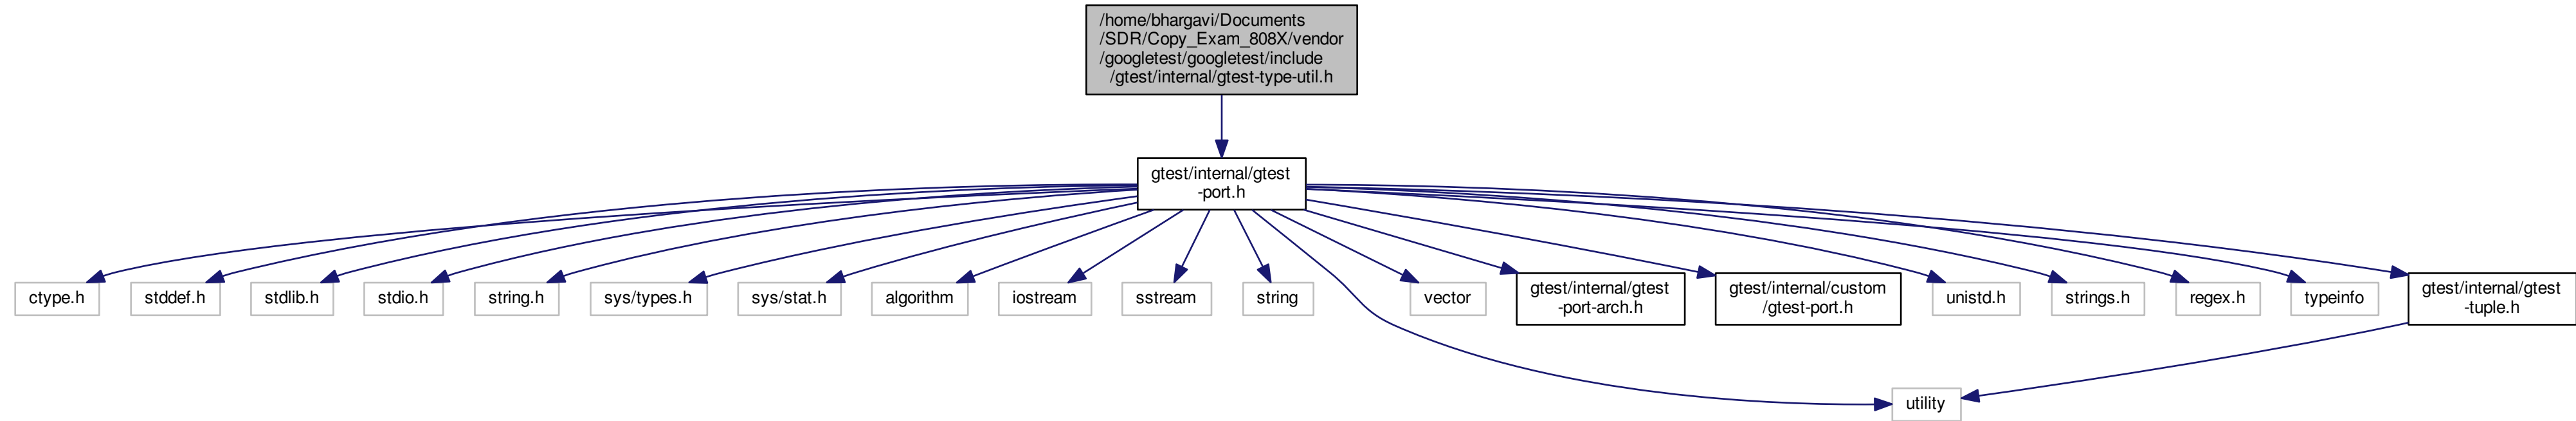 /home/bhargavi/Documents
/SDR/Copy_Exam_808X/vendor
/googletest/googletest/include
/gtest/internal/gtest-type-util.h
gtest/internal/gtest
-port.h
ctype.h
stddef.h
stdlib.h
stdio.h
string.h
sys/types.h
sys/stat.h
algorithm
iostream
sstream
string
vector
gtest/internal/gtest
-port-arch.h
gtest/internal/custom
/gtest-port.h
unistd.h
strings.h
regex.h
typeinfo
gtest/internal/gtest
-tuple.h
utility